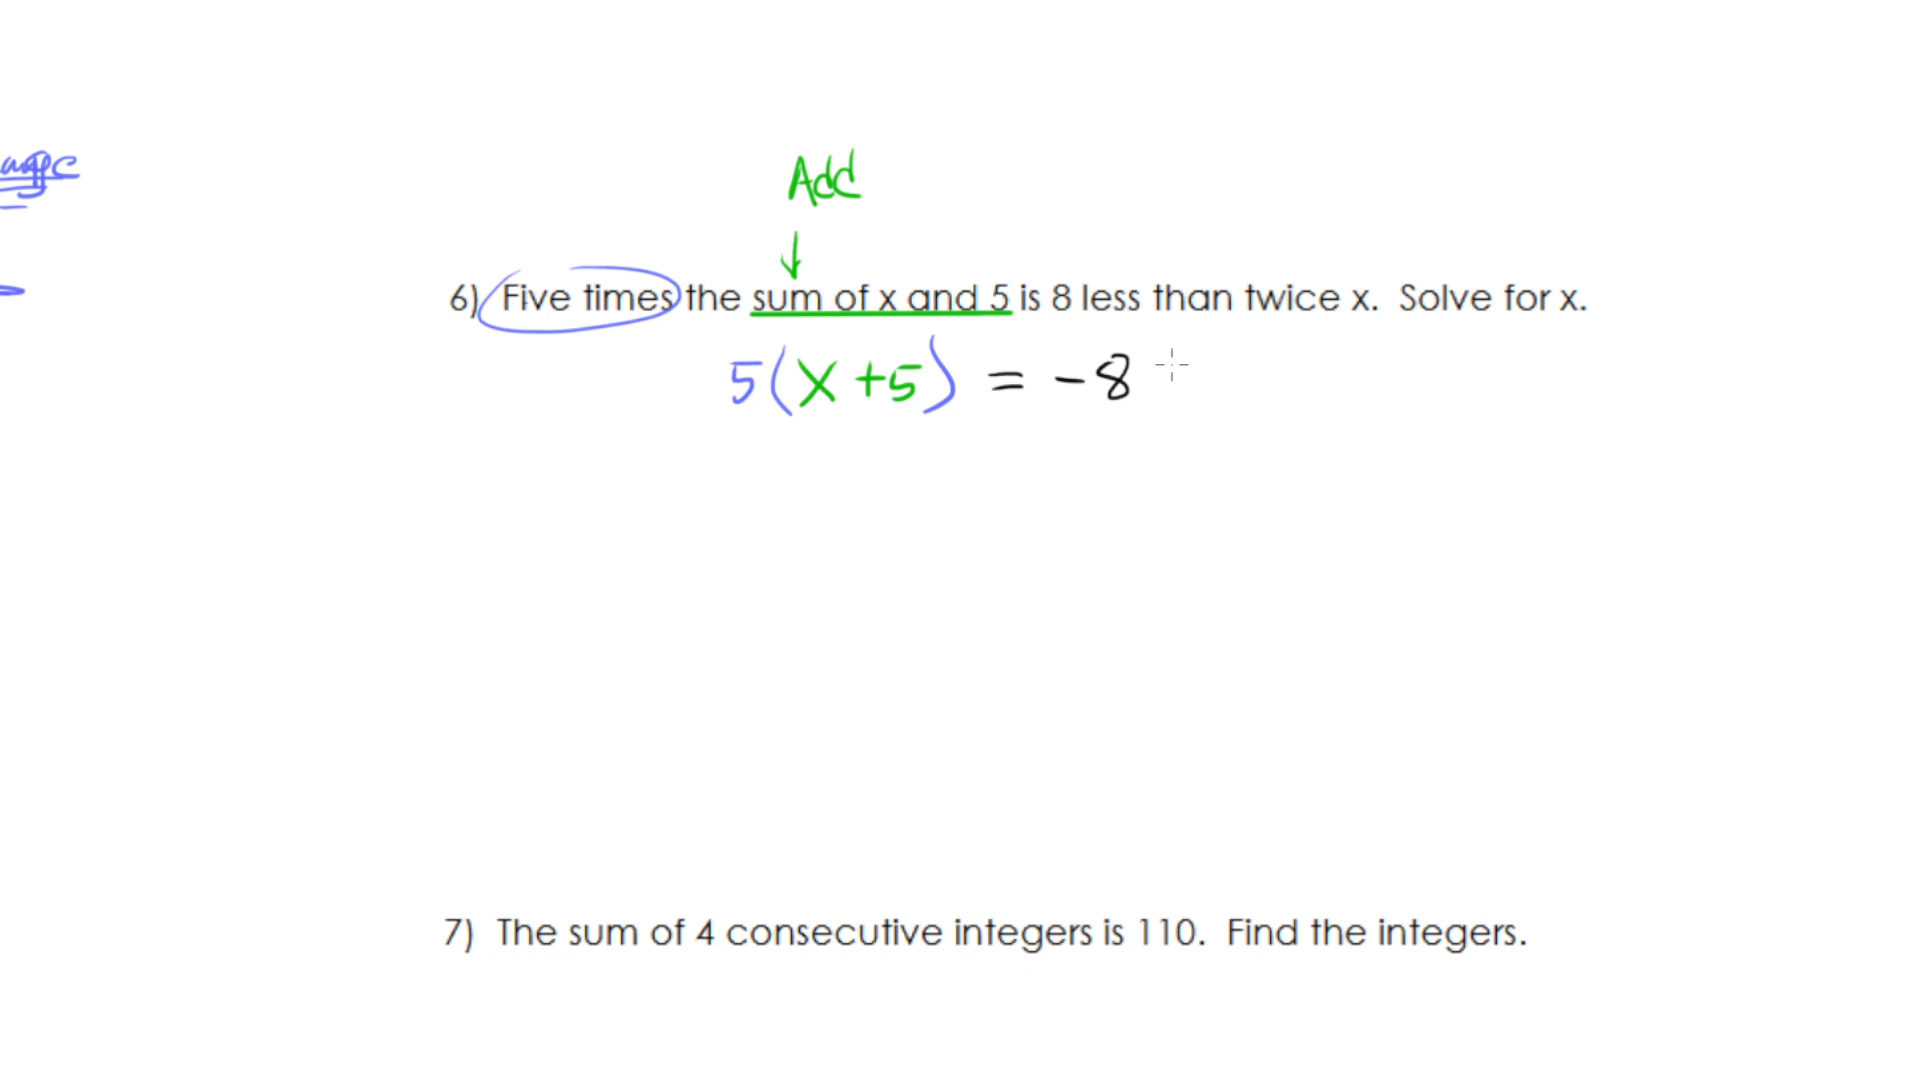 Add
6) Five times the sum of x and 5 is 8 less than twice x. Solve for x.
5(x+5) = -8
7) The sum of 4 consecutive integers is 110. Find the integers.